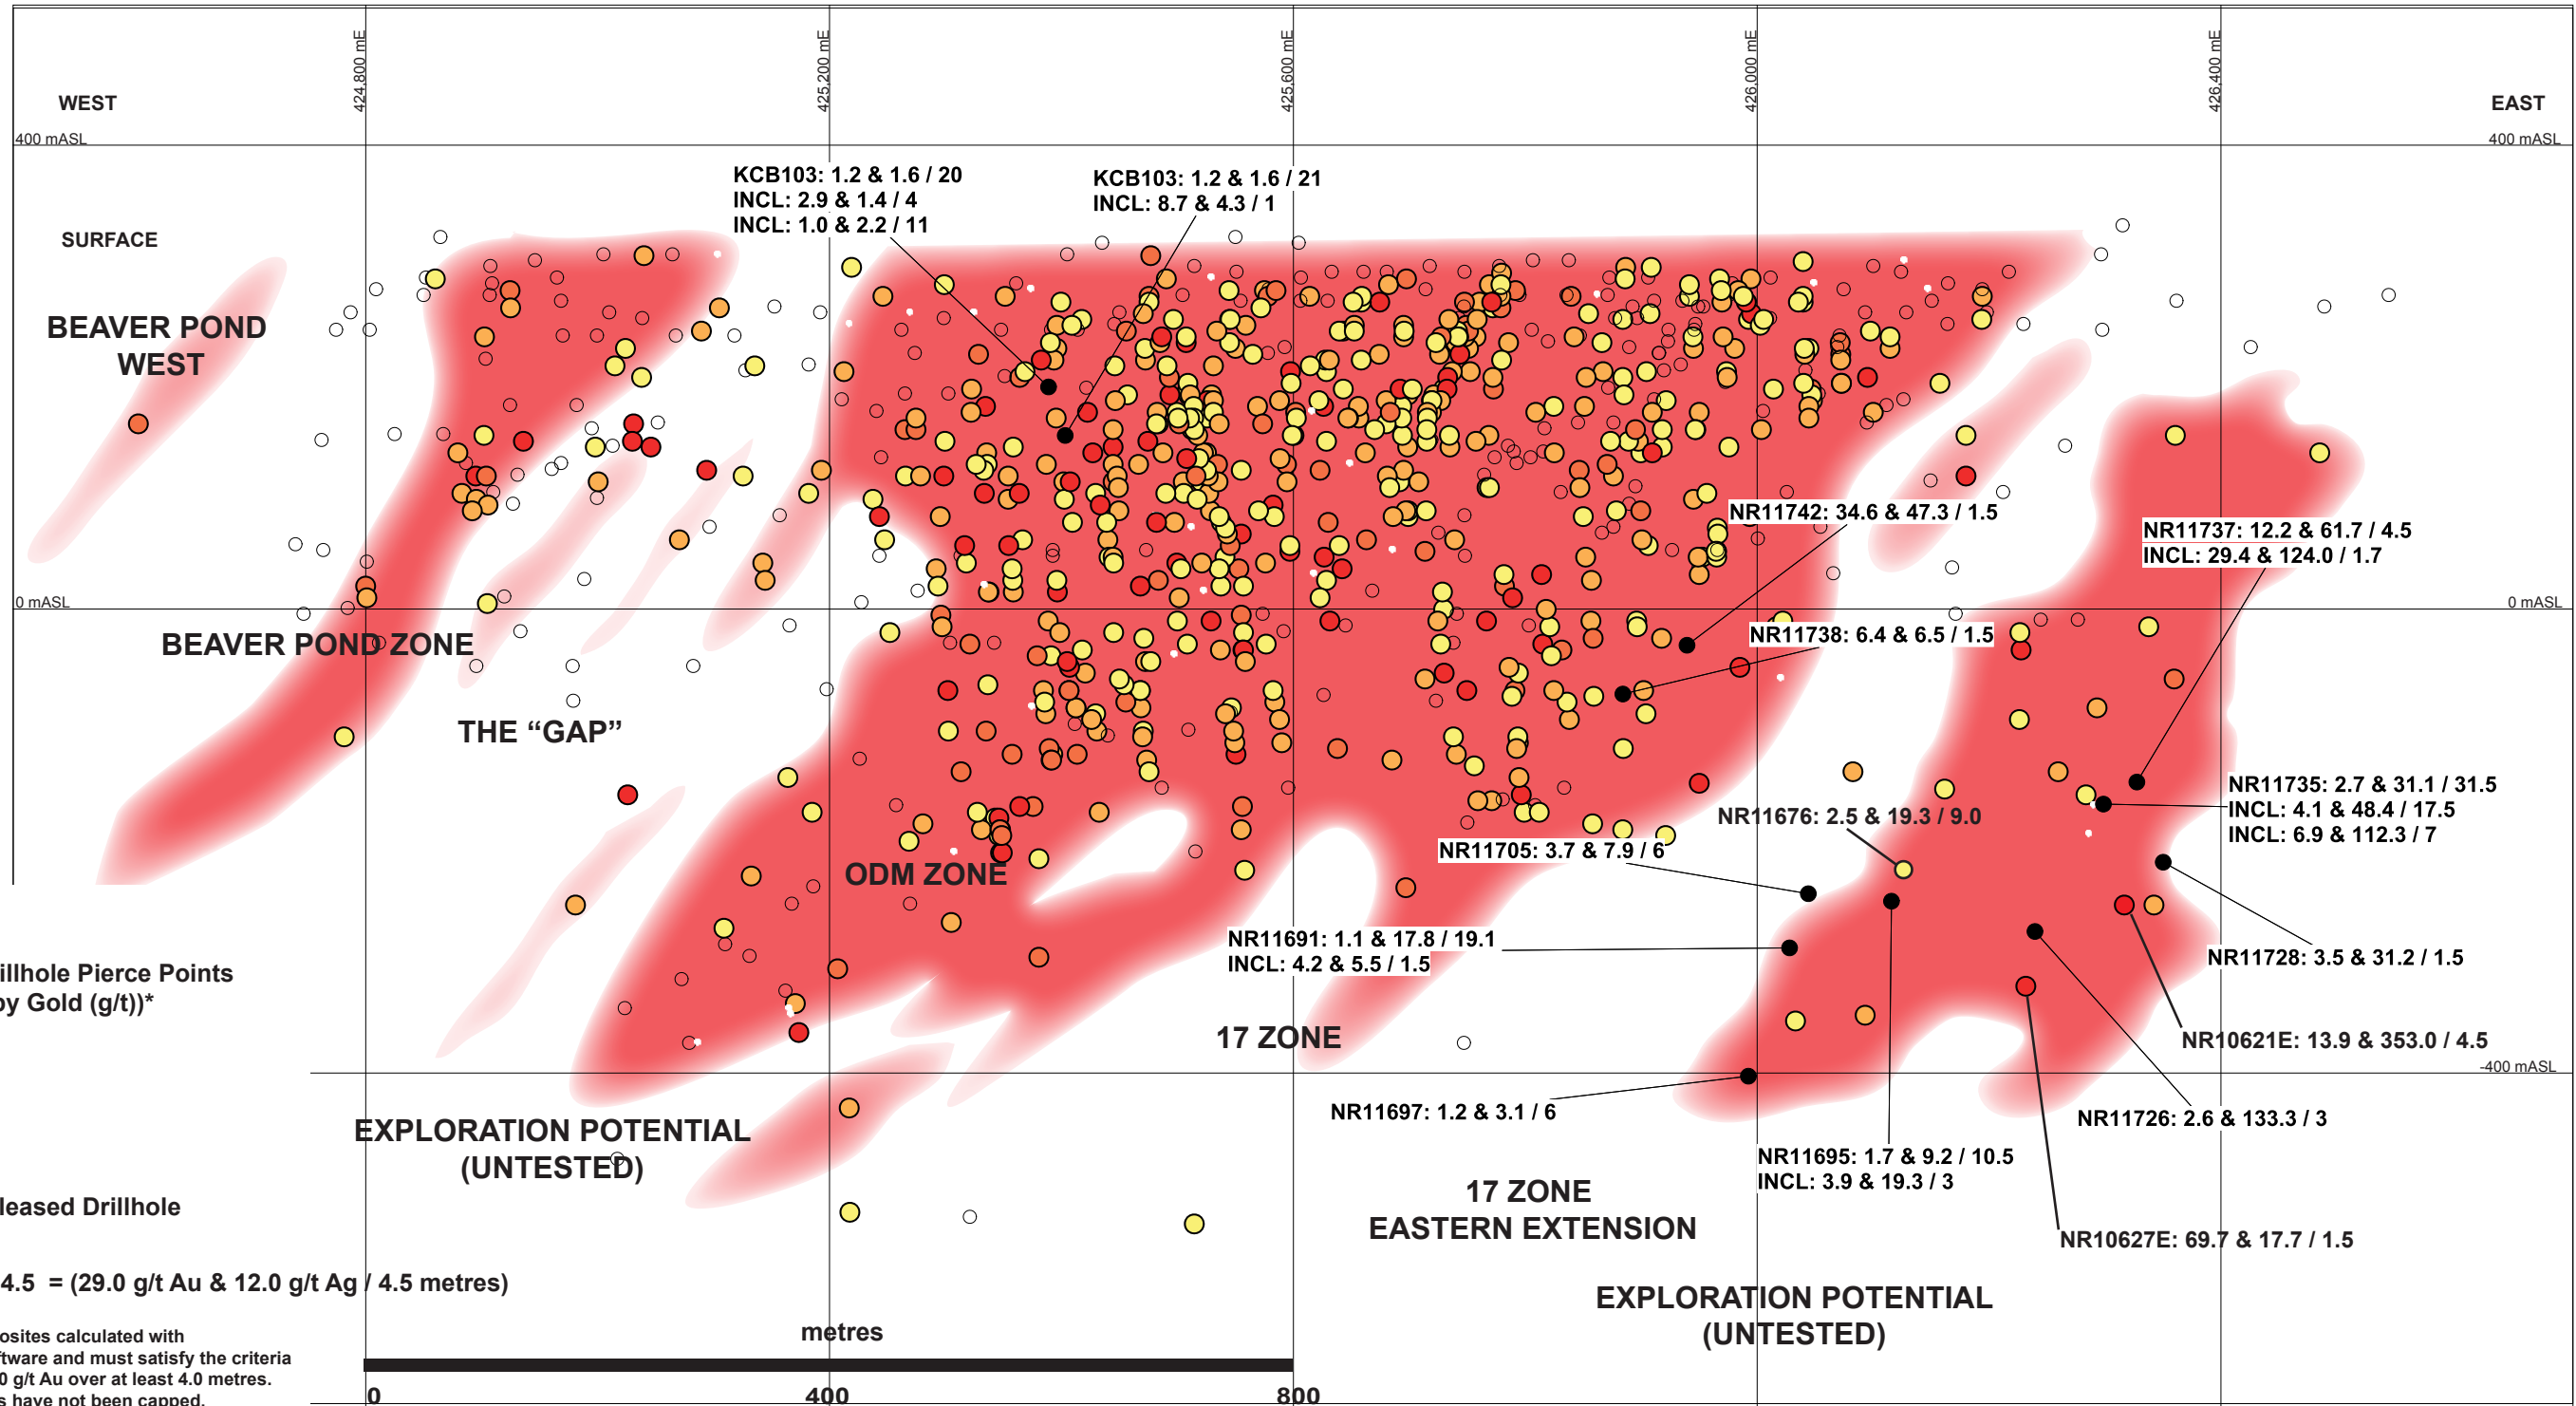 424,800 mE
425,200 mE
425,600 mE
426,000 mE
426,400 mE
WEST
EAST
400 mASL
400 mASL
KCB103: 1.2 & 1.6 / 20
INCL: 2.9 & 1.4 / 4
INCL: 1.0 & 2.2 / 11
KCB103: 1.2 & 1.6 / 21
INCL: 8.7 & 4.3 / 1
SURFACE
BEAVER POND
WEST
NR11742: 34.6 & 47.3 / 1.5
NR11737: 12.2 & 61.7 / 4.5
INCL: 29.4 & 124.0 / 1.7
0 mASL
0 mASL
BEAVER POND ZONE
NR11738: 6.4 & 6.5 / 1.5
THE “GAP”
NR11735: 2.7 & 31.1 / 31.5
INCL: 4.1 & 48.4 / 17.5
INCL: 6.9 & 112.3 / 7
NR11676: 2.5 & 19.3 / 9.0
NR11705: 3.7 & 7.9 / 6
ODM ZONE
NR11691: 1.1 & 17.8 / 19.1
INCL: 4.2 & 5.5 / 1.5
NR11728: 3.5 & 31.2 / 1.5
illhole Pierce Points
by Gold (g/t))*
17 ZONE
NR10621E: 13.9 & 353.0 / 4.5
-400 mASL
NR11697: 1.2 & 3.1 / 6
NR11726: 2.6 & 133.3 / 3
EXPLORATION POTENTIAL
(UNTESTED)
NR11695: 1.7 & 9.2 / 10.5
INCL: 3.9 & 19.3 / 3
17 ZONE
EASTERN EXTENSION
leased Drillhole
NR10627E: 69.7 & 17.7 / 1.5
4.5 = (29.0 g/t Au & 12.0 g/t Ag / 4.5 metres)
EXPLORATION POTENTIAL
(UNTESTED)
osites calculated with
ftware and must satisfy the criteria
0 g/t Au over at least 4.0 metres.
s have not been capped.
metres
0
400
800